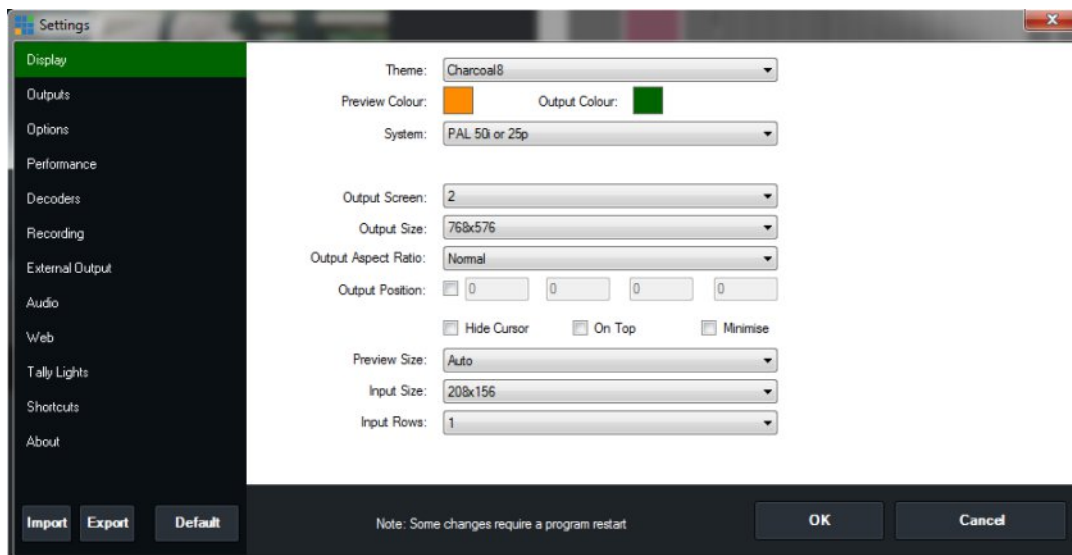 Settings
Display
Outputs
Options
Performance
Decoders
Recording
External Output
Audio
Web
Tally Lights
Shortcuts
About
Import Export Default
Theme: Charcoal8
Preview Colour: Output Colour:
System: PAL 50i or 25p
Output Screen: 2
Output Size: 768x576
Output Aspect Ratio: Normal
Output Position: 0 0 0 0
Hide Cursor On Top Minimise
Preview Size: Auto
Input Size: 208x156
Input Rows: 1
Note: Some changes require a program restart
OK Cancel